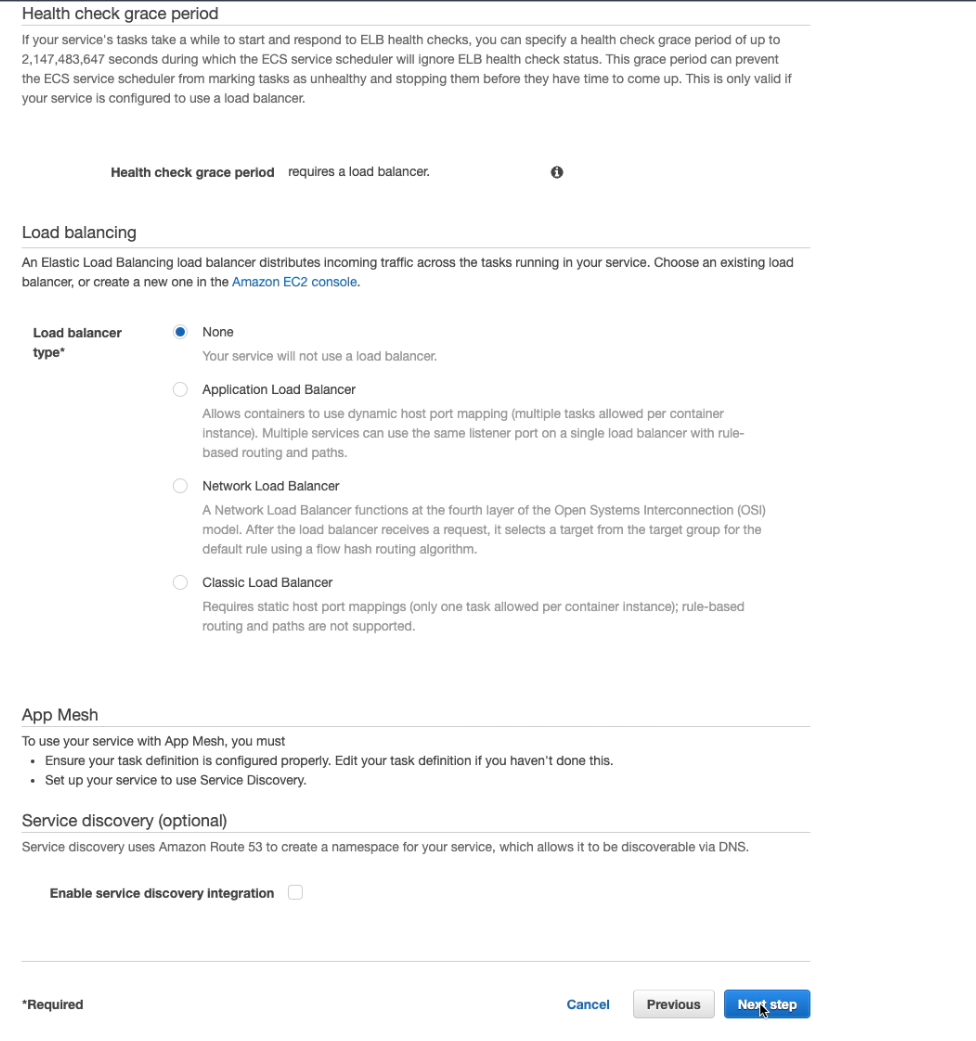 Health check grace period
If your service's tasks take a while to start and respond to ELB health checks, you can specify a health check grace period of up to
2,147,483,647 seconds during which the ECS service scheduler will ignore ELB health check status. This grace period can prevent
the ECS service scheduler from marking tasks as unhealthy and stopping them before they have time to come up. This is only valid if
your service is configured to use a load balancer.
Health check grace period requires a load balancer.
Load balancing
An Elastic Load Balancing load balancer distributes incoming traffic across the tasks running in your service. Choose an existing load
balancer, or create a new one in the Amazon EC2 console.
Load balancer
type*
None
Your service will not use a load balancer.
Application Load Balancer
Allows containers to use dynamic host port mapping (multiple tasks allowed per container
instance). Multiple services can use the same listener port on a single load balancer with rule-
based routing and paths.
Network Load Balancer
A Network Load Balancer functions at the fourth layer of the Open Systems Interconnection (OSI)
model. After the load balancer receives a request, it selects a target from the target group for the
default rule using a flow hash routing algorithm.
Classic Load Balancer
Requires static host port mappings (only one task allowed per container instance); rule-based
routing and paths are not supported.
App Mesh
To use your service with App Mesh, you must
• Ensure your task definition is configured properly. Edit your task definition if you haven't done this.
• Set up your service to use Service Discovery.
Service discovery (optional)
Service discovery uses Amazon Route 53 to create a namespace for your service, which allows it to be discoverable via DNS.
Enable service discovery integration
*Required
Cancel
Previous
Next step